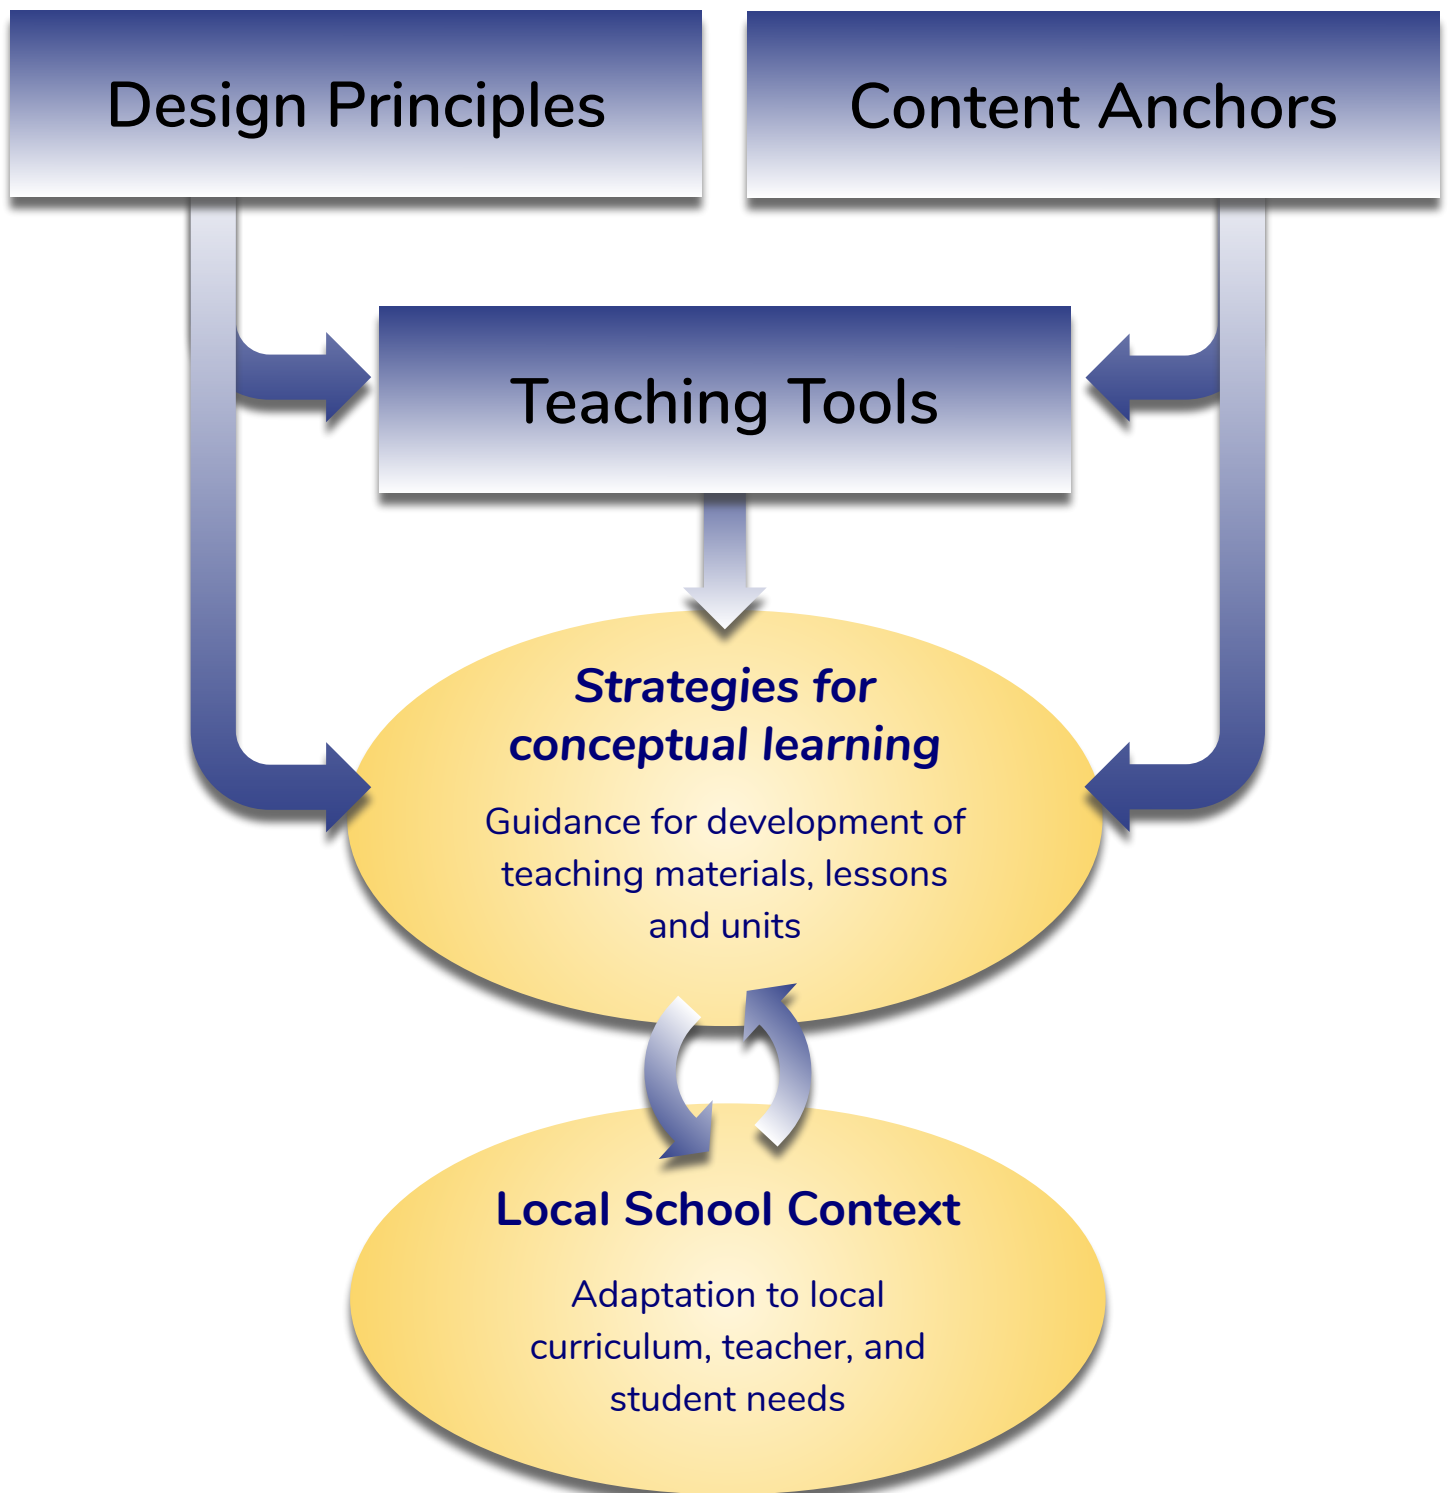 Design Principles
Content Anchors
Teaching Tools
Strategies for
conceptual learning
Guidance for development of
teaching materials, lessons
and units
Local School Context
Adaptation to local
curriculum, teacher, and
student needs